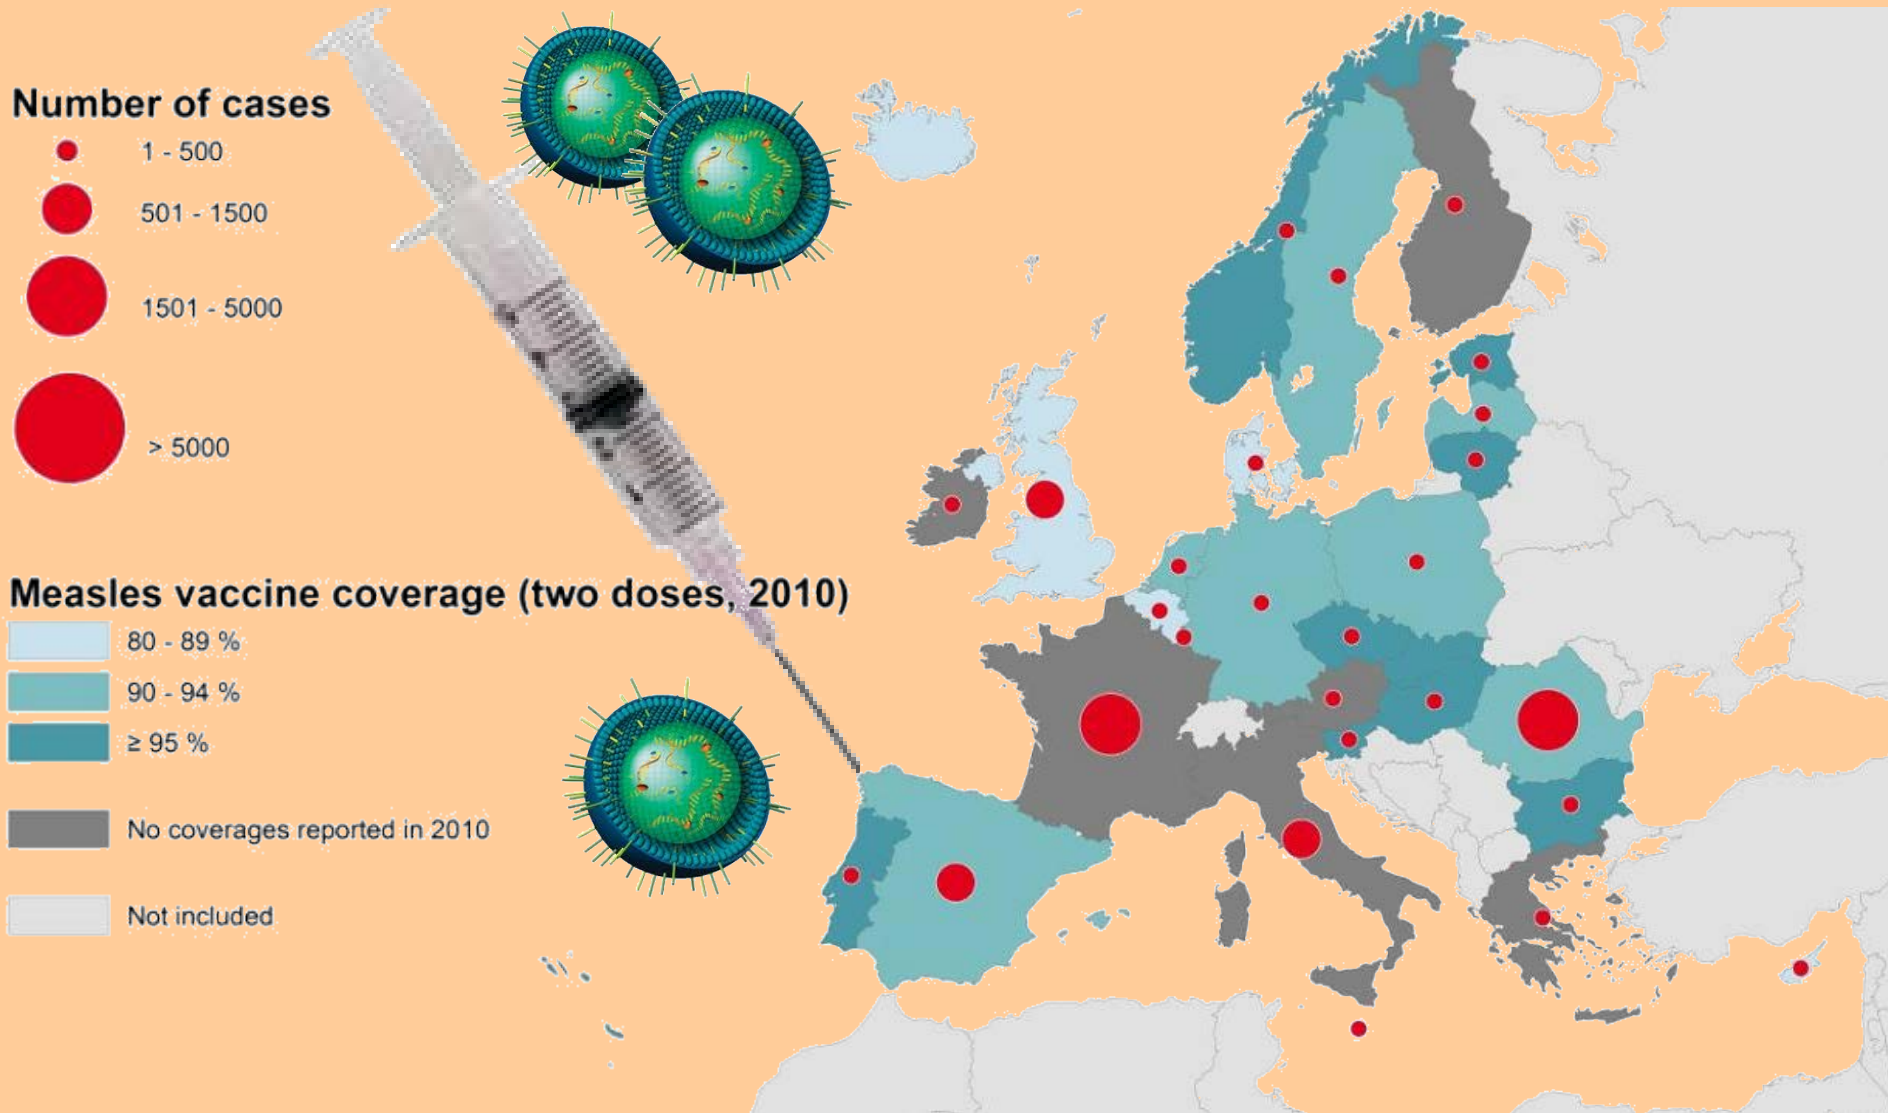 Number of cases
1 - 500
501 - 1500
1501 - 5000
> 5000
Measles vaccine coverage (two doses, 2010)
80 - 89 %
90 - 94 %
≥ 95 %
No coverages reported in 2010
Not included